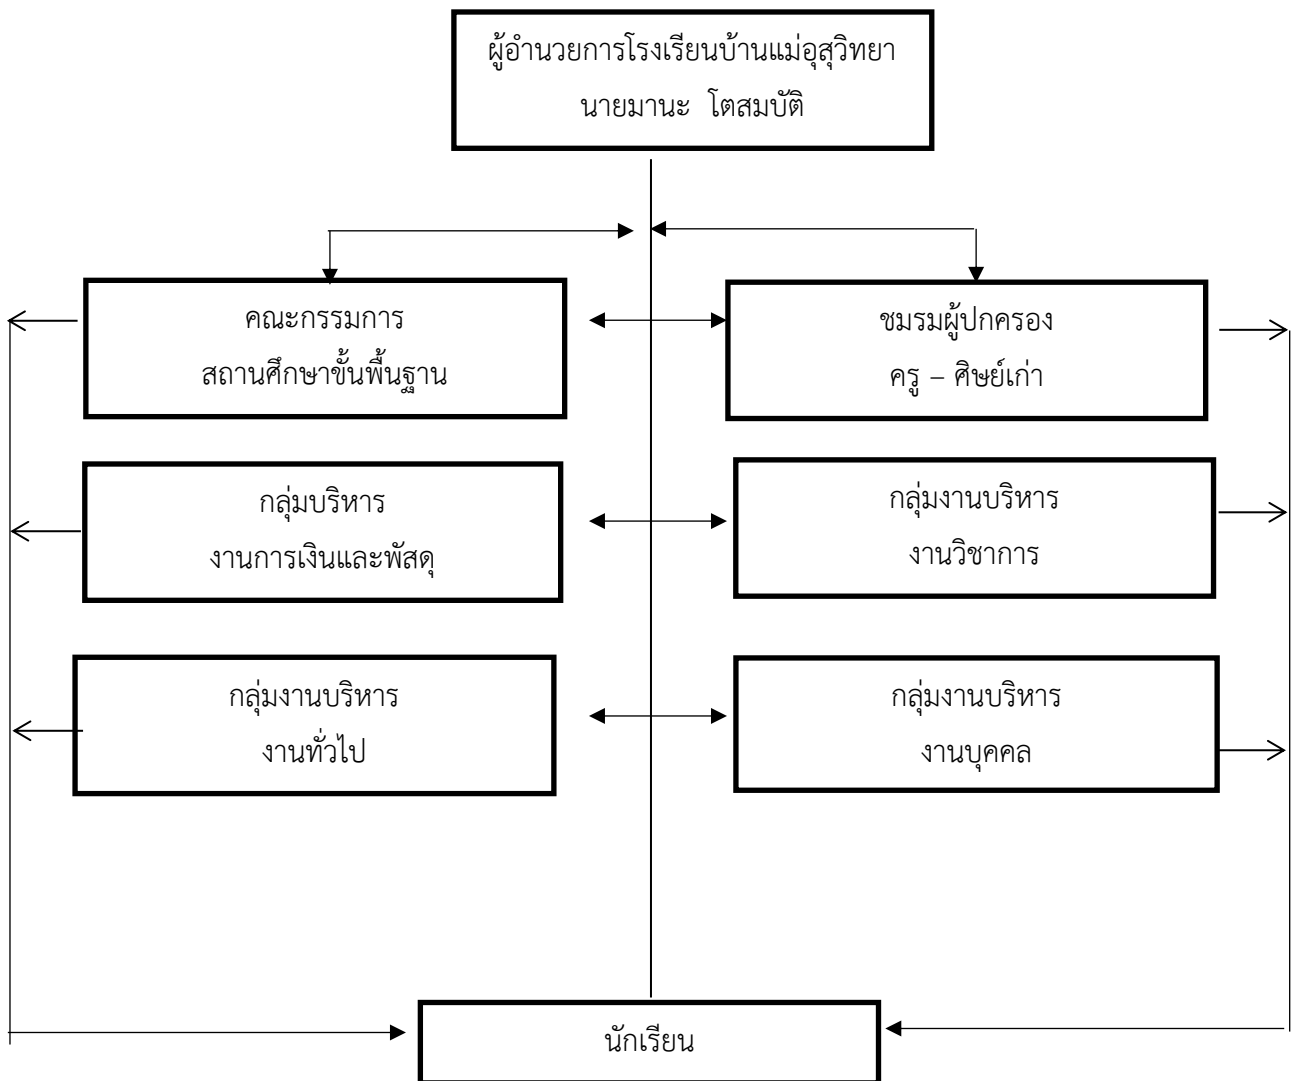 ผู้อำนวยการโรงเรียนบ้านแม่อุสุวิทยา
นายมานะ โตสมบัติ
คณะกรรมการ
สถานศึกษาขั้นพื้นฐาน
ชมรมผู้ปกครอง
ครู – ศิษย์เก่า
กลุ่มบริหาร
งานการเงินและพัสดุ
กลุ่มงานบริหาร
งานวิชาการ
กลุ่มงานบริหาร
งานทั่วไป
กลุ่มงานบริหาร
งานบุคคล
นักเรียน